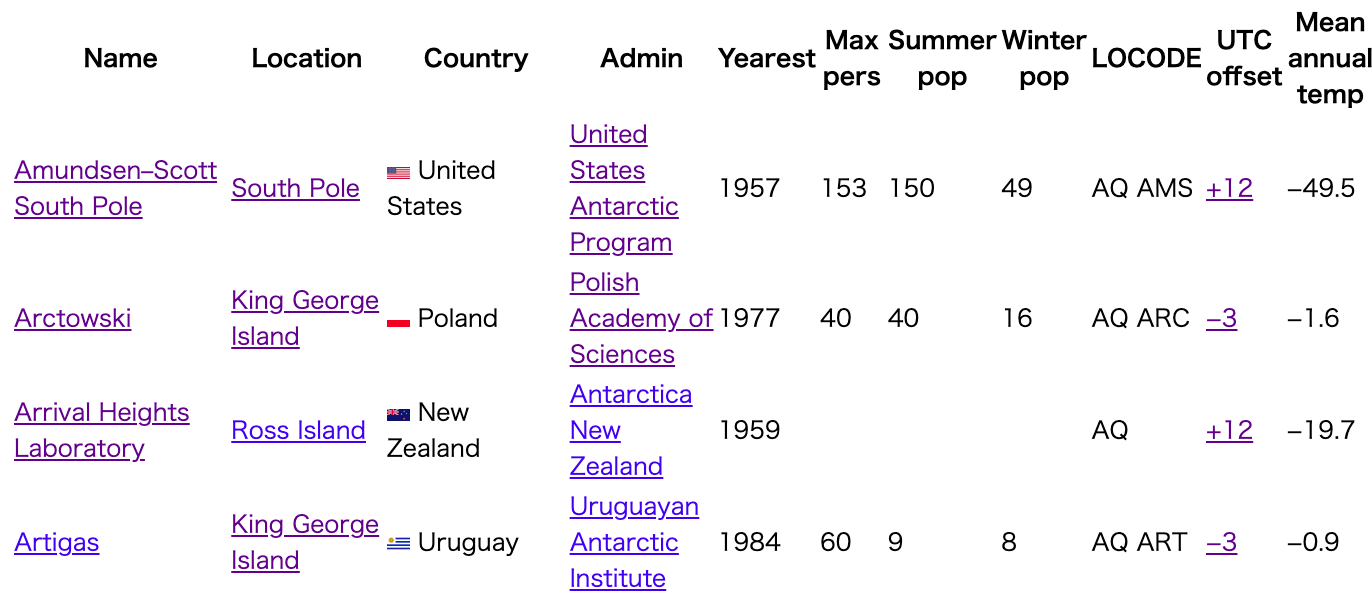 Name Location Country Admin Yearest Max pers Summer pop Winter pop LOCODE UTC offset Mean annual temp
Amundsen–Scott South Pole South Pole United States United States Antarctic Program 1957 153 150 49 AQ AMS +12 −49.5
Arctowski King George Island Poland Polish Academy of Sciences 1977 40 40 16 AQ ARC −3 −1.6
Arrival Heights Laboratory Ross Island New Zealand Antarctica New Zealand 1959 AQ +12 −19.7
Artigas King George Island Uruguay Uruguayan Antarctic Institute 1984 60 9 8 AQ ART −3 −0.9